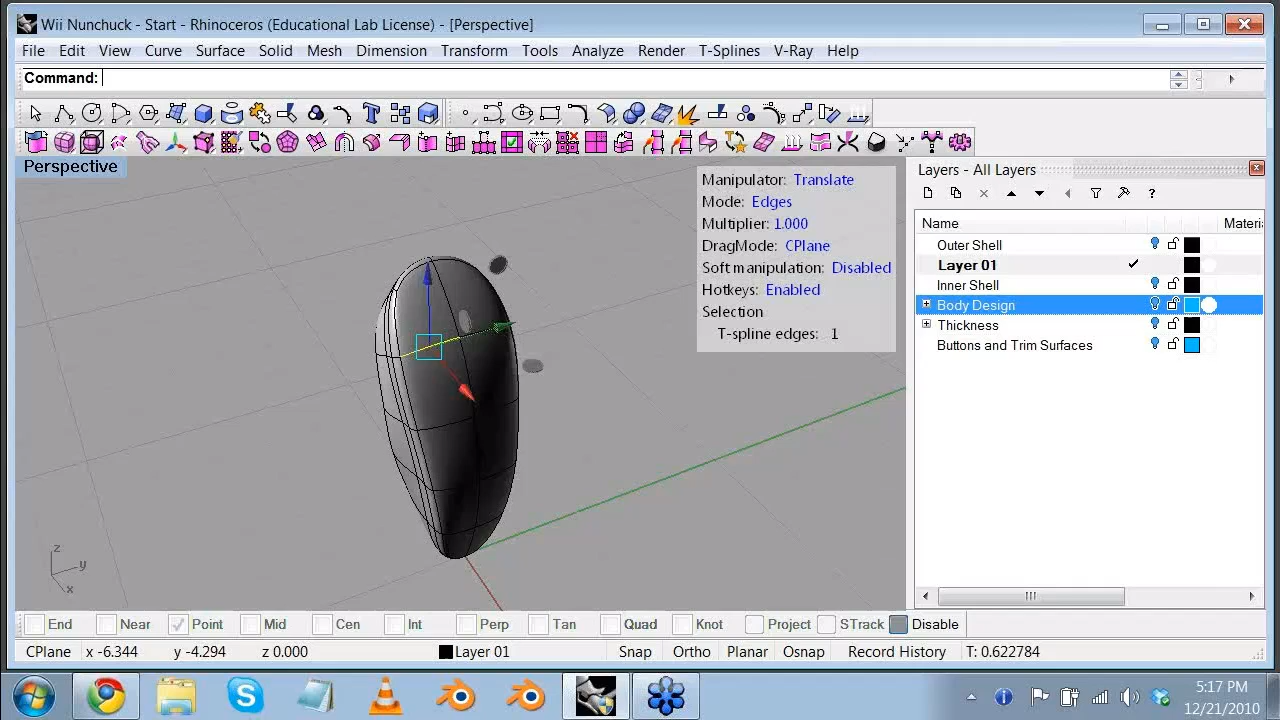 Wii Nunchuck - Start - Rhinoceros (Educational Lab License) - [Perspective]
File Edit View Curve Surface Solid Mesh Dimension Transform Tools Analyze Render T-Splines V-Ray Help
Command:
Perspective
Manipulator: Translate
Mode: Edges
Multiplier: 1.000
DragMode: CPlane
Soft manipulation: Disabled
Hotkeys: Enabled
Selection
T-spline edges: 1
z
y
x
Layers - All Layers
Name Materi
Outer Shell
Layer 01
Inner Shell
Body Design
Thickness
Buttons and Trim Surfaces
End Near Point Mid Cen Int Perp Tan Quad Knot Project STrack Disable
CPlane x -6.344 y -4.294 z 0.000 Layer 01 Snap Ortho Planar Osnap Record History T: 0.622784
5:17 PM
12/21/2010